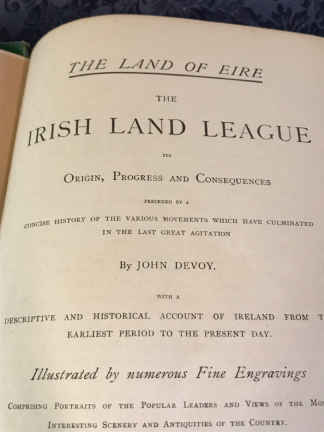 THE LAND OF EIRE
THE
IRISH LAND LEAGUE
ITS
ORIGIN, PROGRESS AND CONSEQUENCES
PRECEDED BY A
CONCISE HISTORY OF THE VARIOUS MOVEMENTS WHICH HAVE CULMINATED
IN THE LAST GREAT AGITATION
By JOHN DEVOY.
WITH A
DESCRIPTIVE AND HISTORICAL ACCOUNT OF IRELAND FROM T
EARLIEST PERIOD TO THE PRESENT DAY.
Illustrated by numerous Fine Engravings
COMPRISING PORTRAITS OF THE POPULAR LEADERS AND VIEWS OF THE MOS
INTERESTING SCENERY AND ANTIQUITIES OF THE COUNTRY.